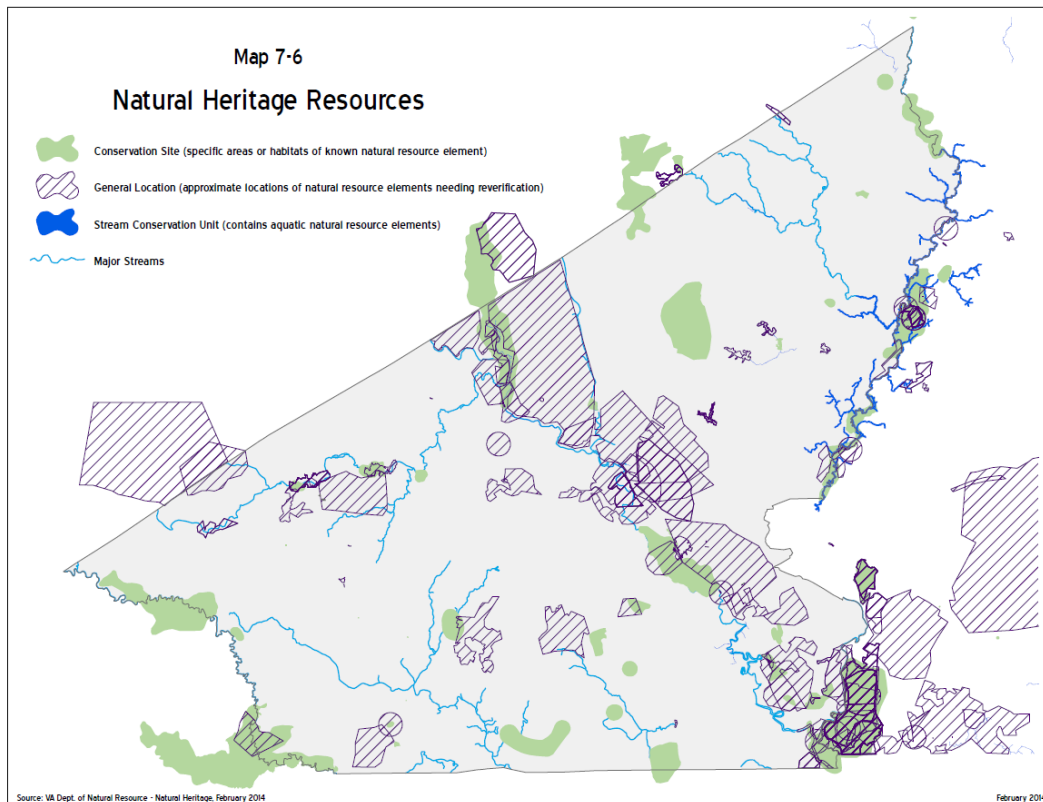 Map 7-6
Natural Heritage Resources
Conservation Site (specific areas or habitats of known natural resource element)
General Location (approximate locations of natural resource elements needing reverification)
Stream Conservation Unit (contains aquatic natural resource elements)
Major Streams
Source: VA Dept. of Natural Resource - Natural Heritage, February 2014
February 2014